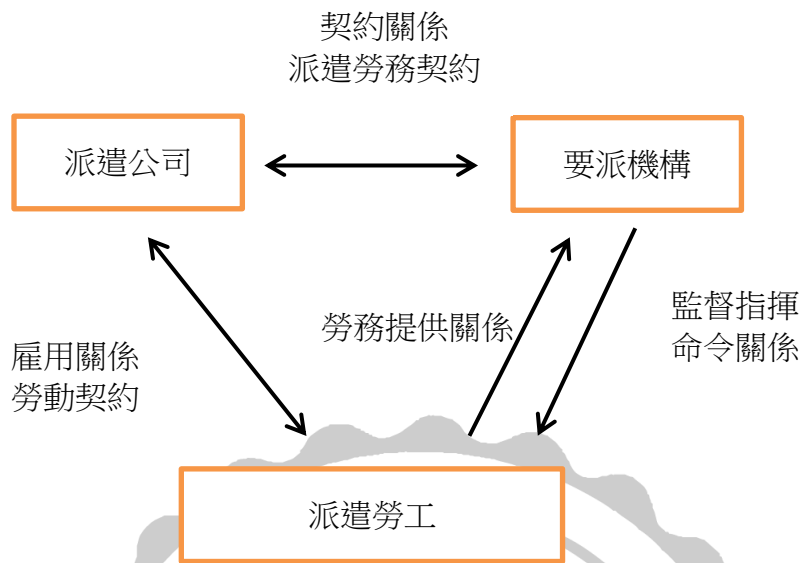 契約關係
派遣勞務契約
派遣公司
要派機構
勞務提供關係
監督指揮
命令關係
雇用關係
勞動契約
派遣勞工